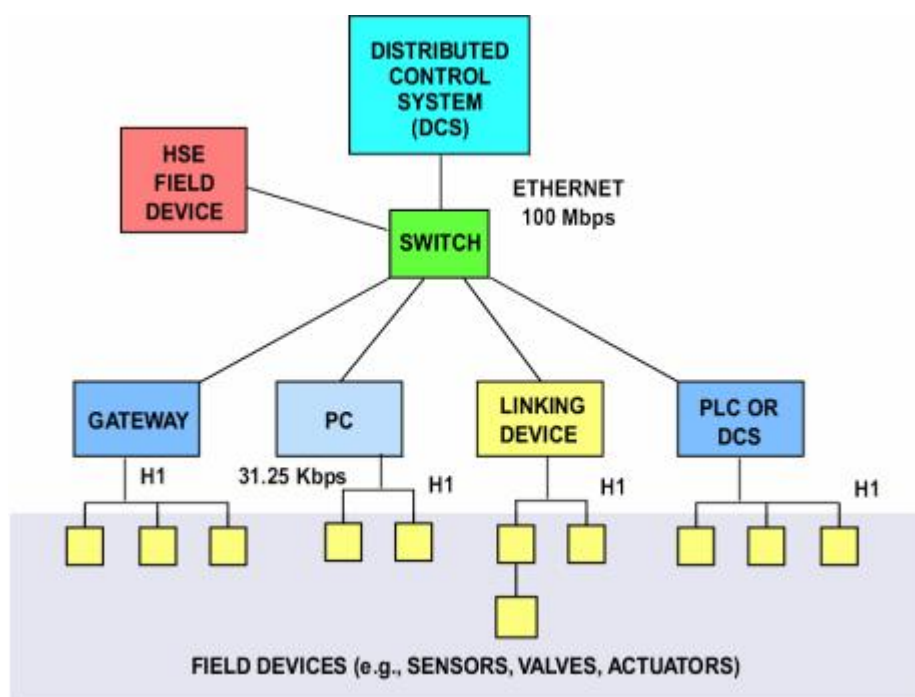 DISTRIBUTED
CONTROL
SYSTEM
(DCS)
HSE
FIELD
DEVICE
ETHERNET
100 Mbps
SWITCH
GATEWAY
PC
LINKING
DEVICE
PLC OR
DCS
H1
31.25 Kbps
H1
H1
H1
FIELD DEVICES (e.g., SENSORS, VALVES, ACTUATORS)